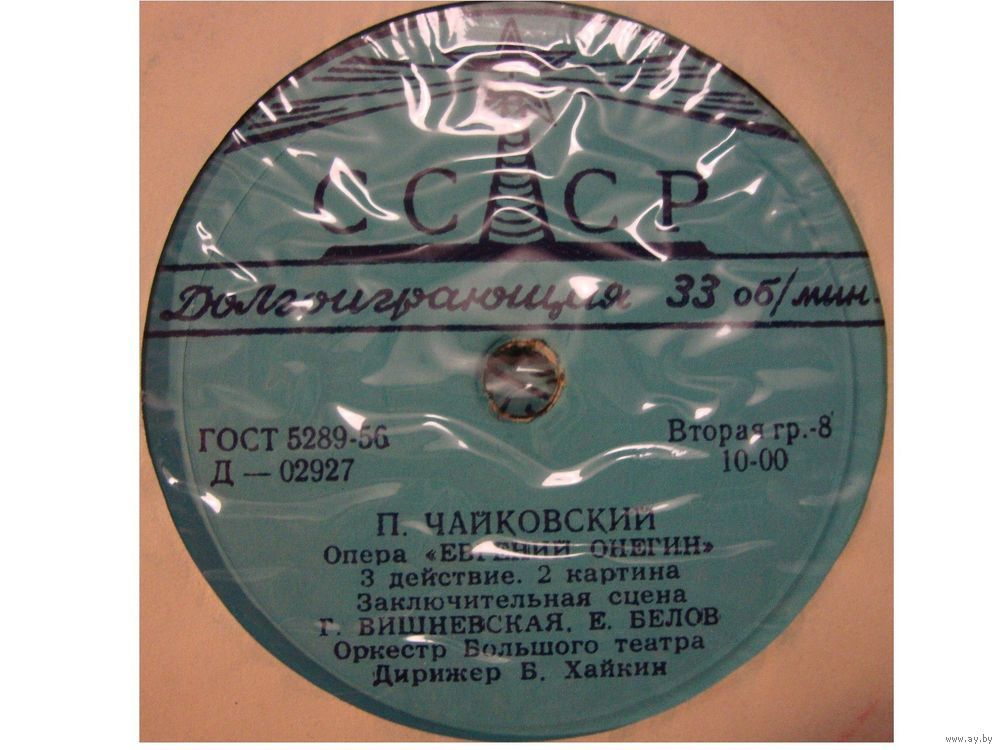 СССР
Долгоиграющая 33 об/мин.
ГОСТ 5289-56
Д — 02927
Вторая гр.-8
10-00
П. ЧАЙКОВСКИЙ
Опера «ЕВГЕНИЙ ОНЕГИН»
3 действие. 2 картина
Заключительная сцена
Г. ВИШНЕВСКАЯ, Е. БЕЛОВ
Оркестр Большого театра
Дирижер Б. Хайкин
www.ay.by